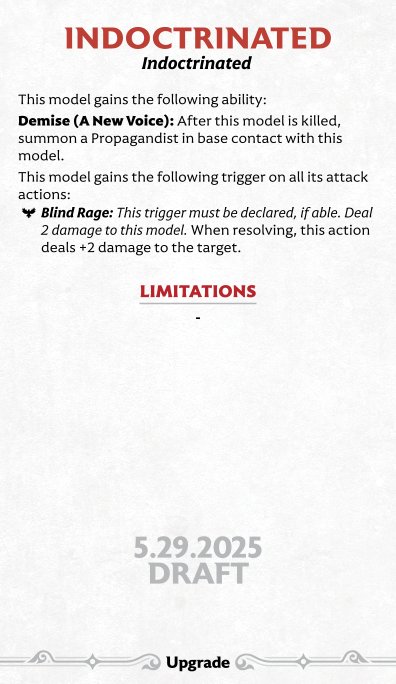 INDOCTRINATED
Indoctrinated
This model gains the following ability:
Demise (A New Voice): After this model is killed,
summon a Propagandist in base contact with this
model.
This model gains the following trigger on all its attack
actions:
Blind Rage: This trigger must be declared, if able. Deal
2 damage to this model. When resolving, this action
deals +2 damage to the target.
LIMITATIONS
-
5.29.2025
DRAFT
Upgrade